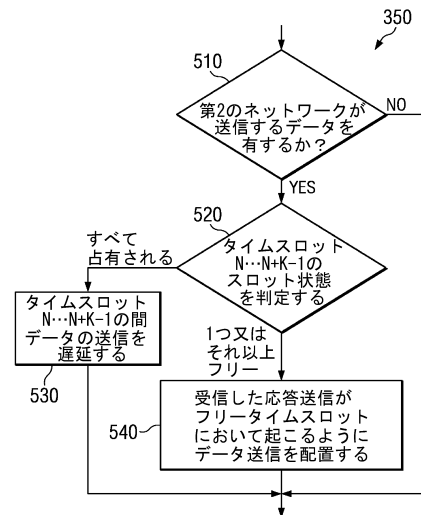 350
510
第2のネットワークが
送信するデータを
有するか？
NO
YES
520
すべて
占有される
タイムスロット
N…N+K-1の
スロット状態
を判定する
タイムスロット
N…N+K-1の間
データの送信を
遅延する
530
1つ又は
それ以上
フリー
540
受信した応答送信が
フリータイムスロット
において起こるように
データ送信を配置する